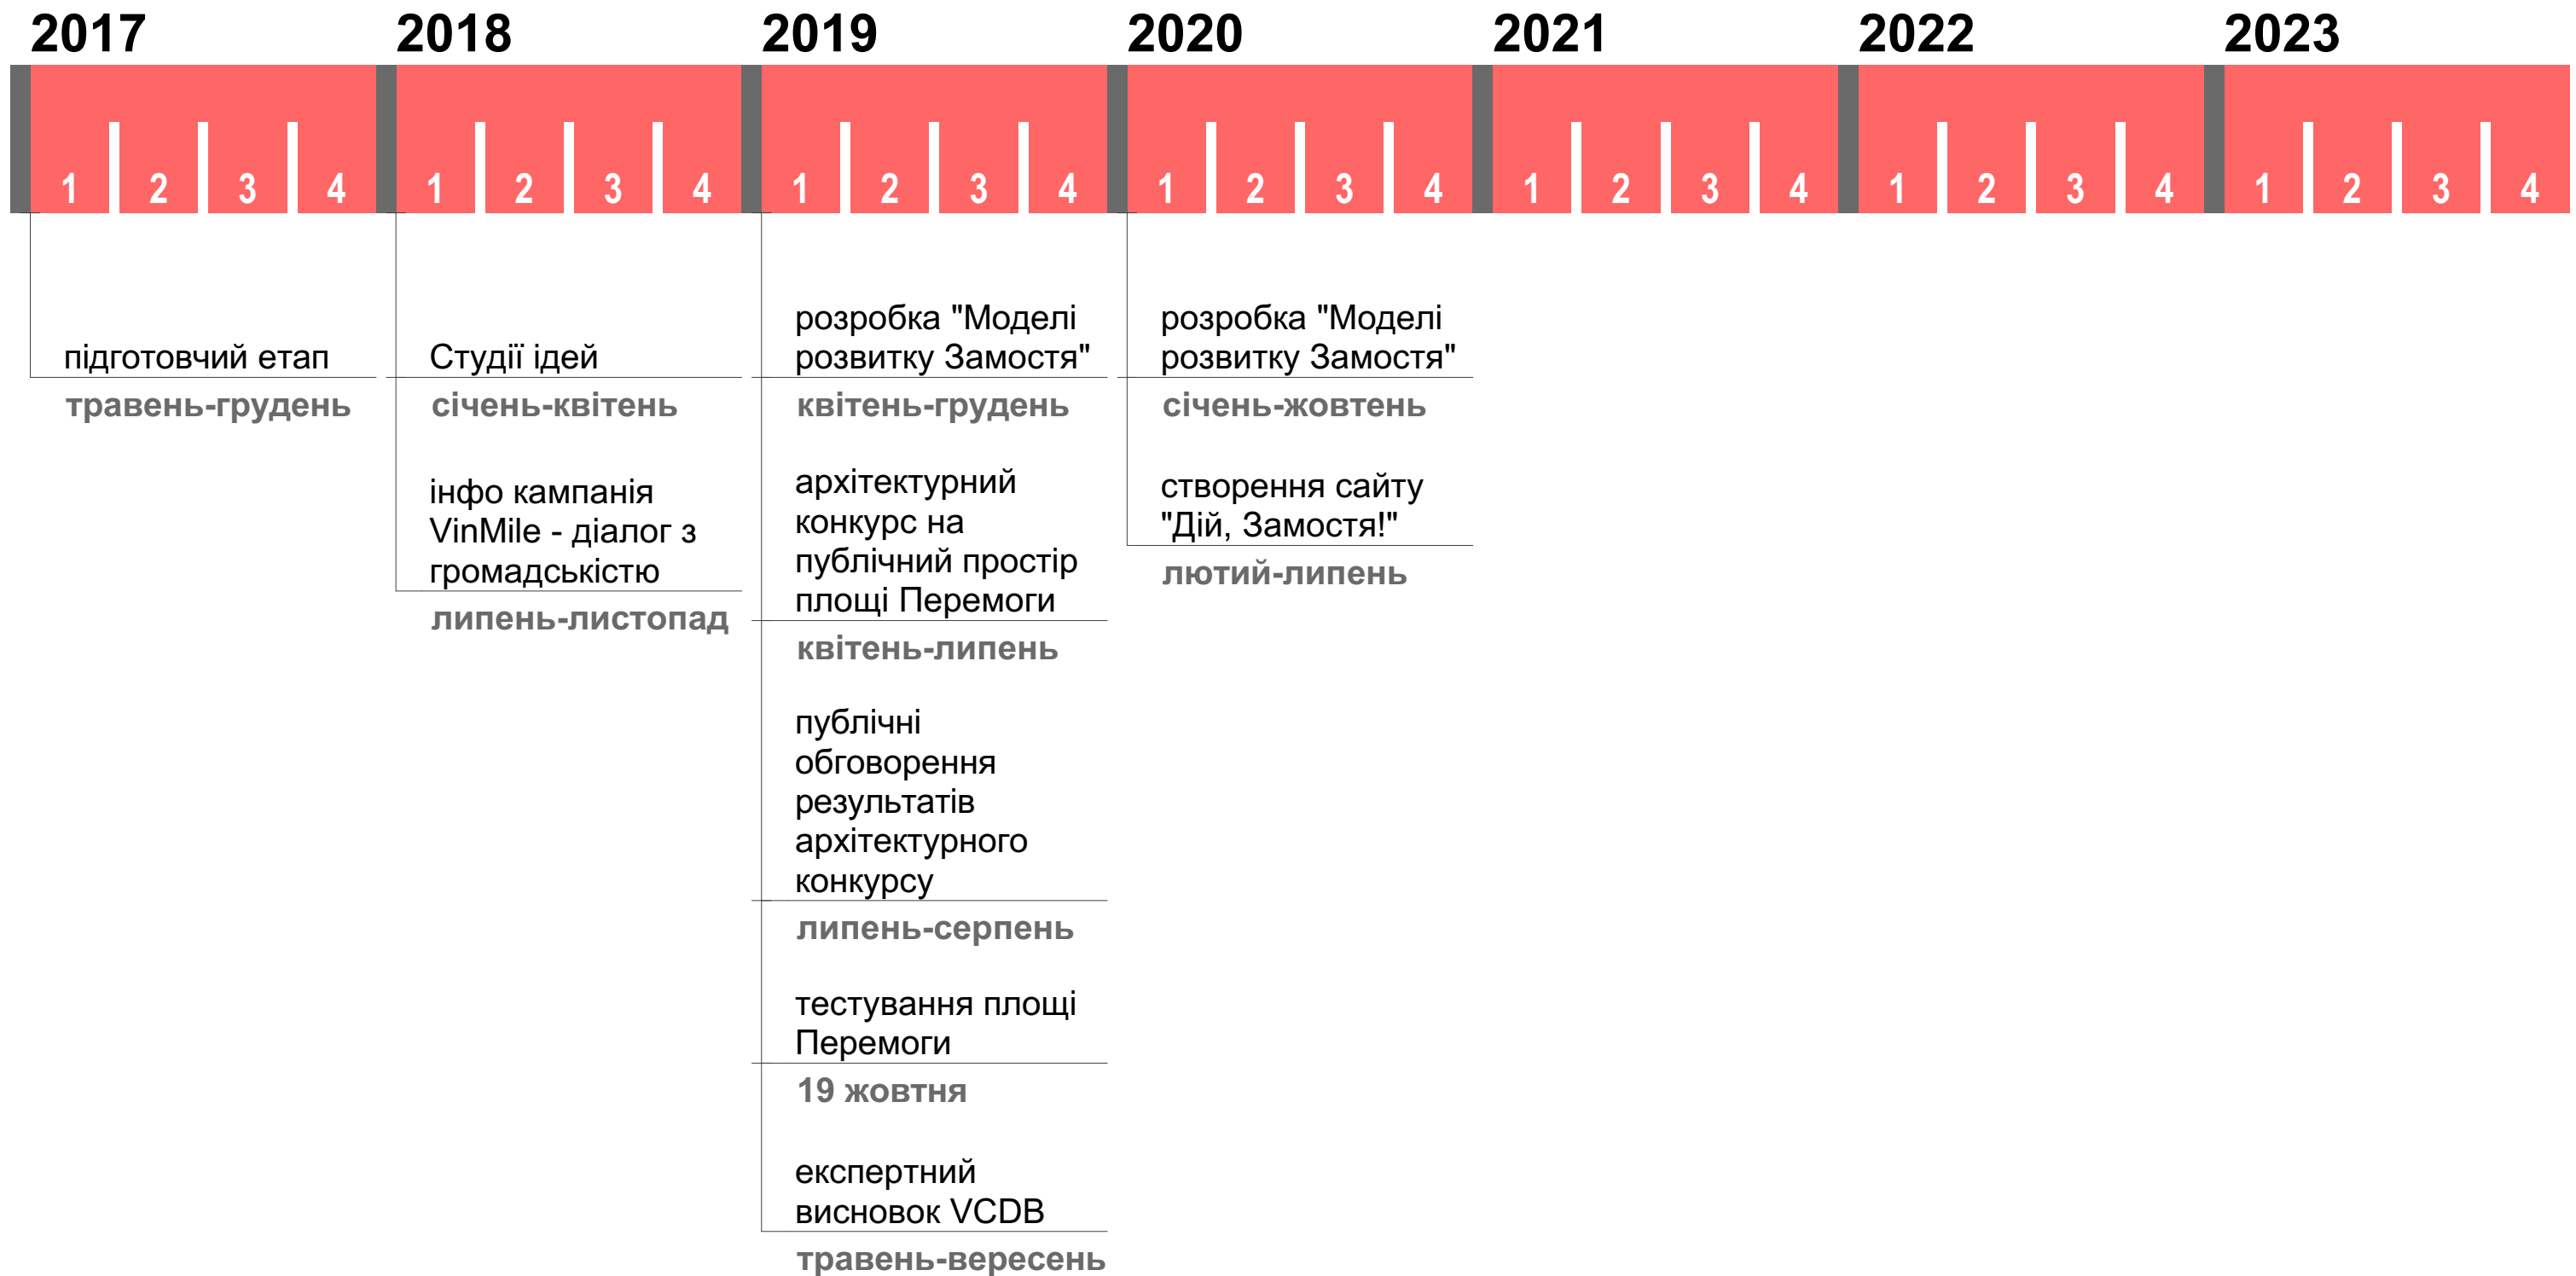 2017 2018 2019 2020 2021 2022 2023
1 2 3 4 1 2 3 4 1 2 3 4 1 2 3 4 1 2 3 4 1 2 3 4 1 2 3 4
підготовчий етап
травень-грудень
Студії ідей
січень-квітень
інфо кампанія
VinMile - діалог з
громадськістю
липень-листопад
розробка "Моделі
розвитку Замостя"
квітень-грудень
архітектурний
конкурс на
публічний простір
площі Перемоги
квітень-липень
публічні
обговорення
результатів
архітектурного
конкурсу
липень-серпень
тестування площі
Перемоги
19 жовтня
експертний
висновок VCDB
травень-вересень
розробка "Моделі
розвитку Замостя"
січень-жовтень
створення сайту
"Дій, Замостя!"
лютий-липень